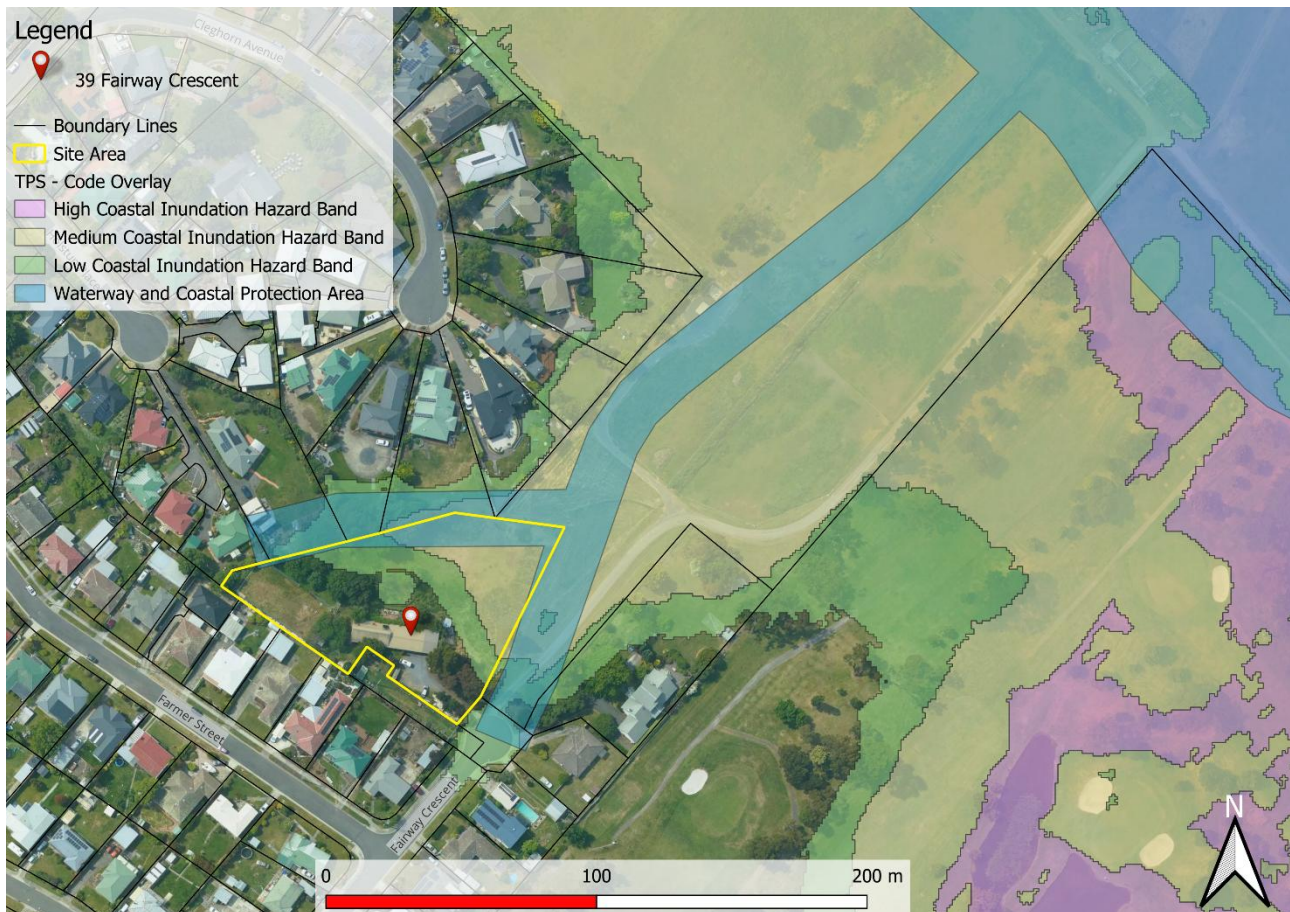 Legend
39 Fairway Crescent
Boundary Lines
Site Area
TPS - Code Overlay
High Coastal Inundation Hazard Band
Medium Coastal Inundation Hazard Band
Low Coastal Inundation Hazard Band
Waterway and Coastal Protection Area
Cleghorn Avenue
Farmer Street
Fairway Crescent
N
0 100 200 m